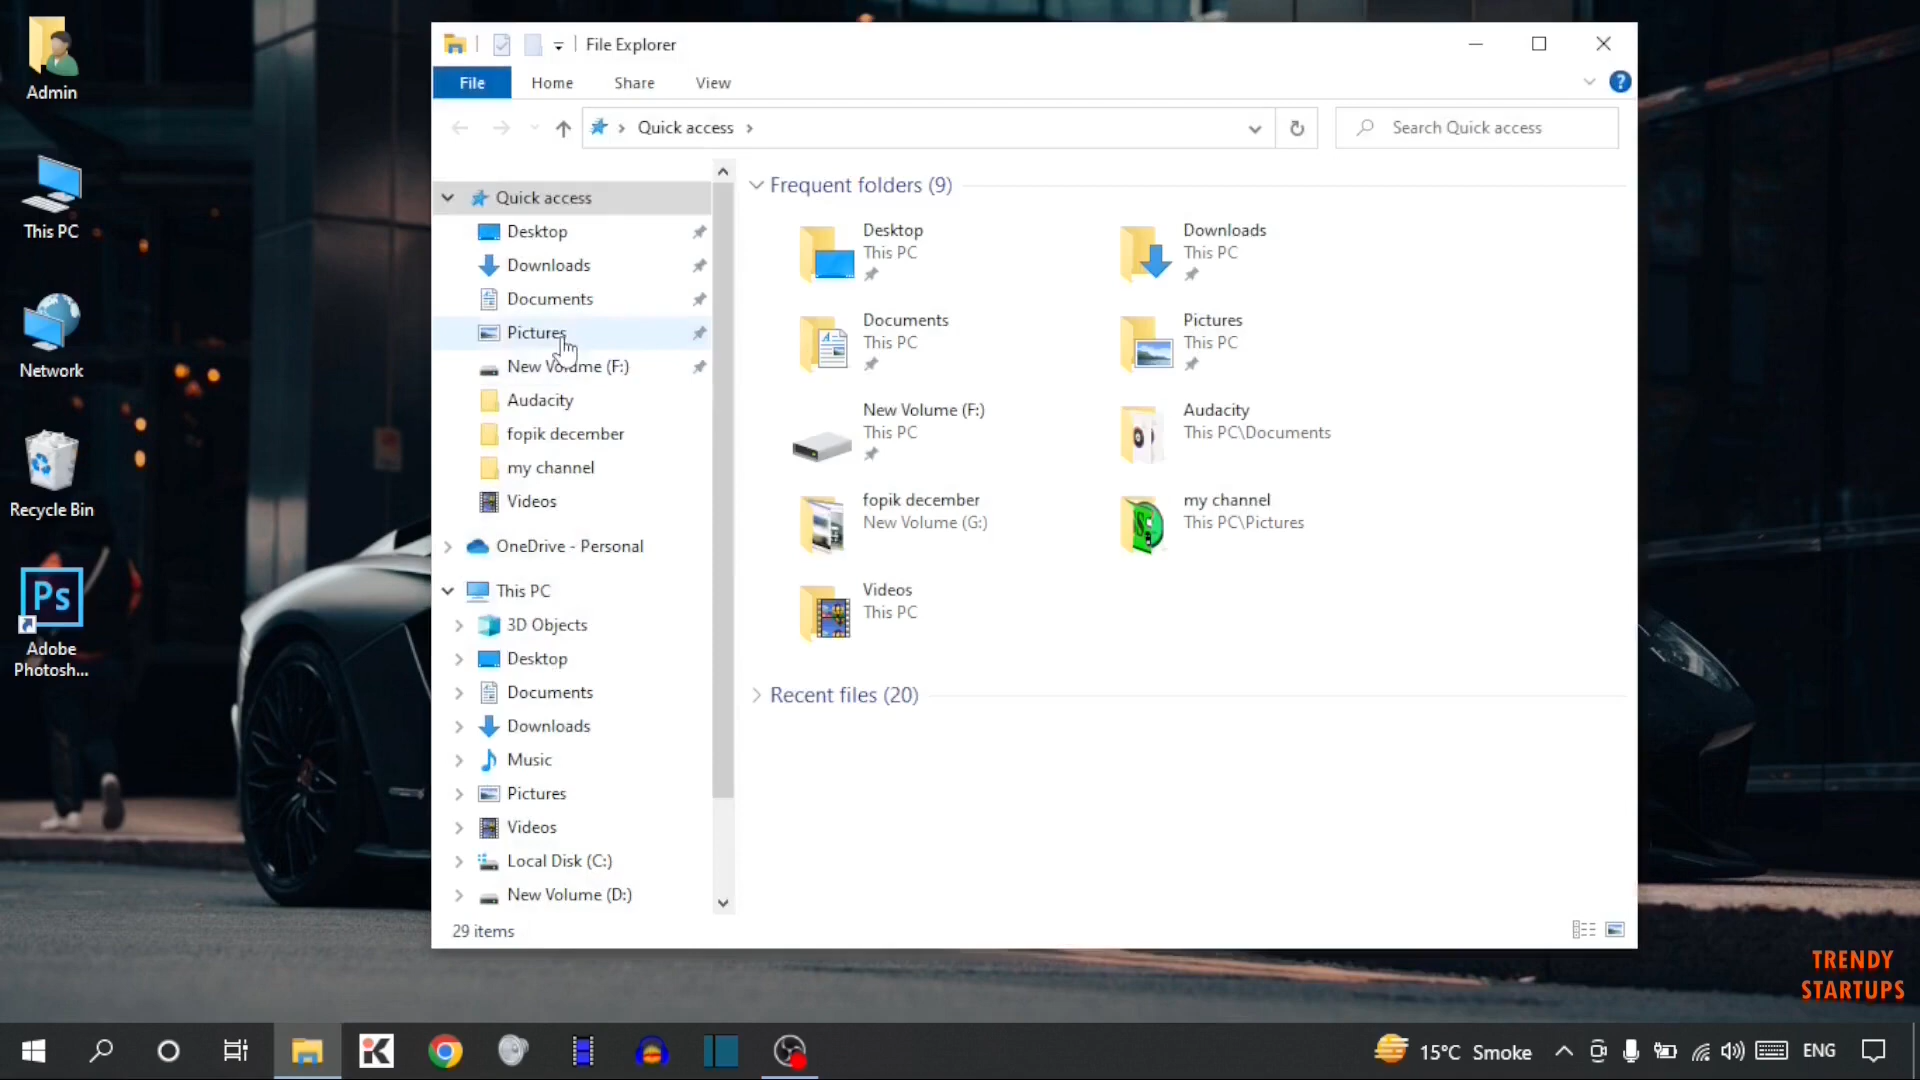 Admin
This PC
Network
Recycle Bin
Ps
Adobe
Photosh...
File Explorer
File Home Share View
Quick access
Search Quick access
Quick access
Desktop
Downloads
Documents
Pictures
New Volume (F:)
Audacity
fopik december
my channel
Videos
OneDrive - Personal
This PC
3D Objects
Desktop
Documents
Downloads
Music
Pictures
Videos
Local Disk (C:)
New Volume (D:)
29 items
Frequent folders (9)
Desktop
This PC
Downloads
This PC
Documents
This PC
Pictures
This PC
New Volume (F:)
This PC
Audacity
This PC\Documents
fopik december
New Volume (G:)
my channel
This PC\Pictures
Videos
This PC
Recent files (20)
TRENDY
STARTUPS
15°C Smoke
ENG